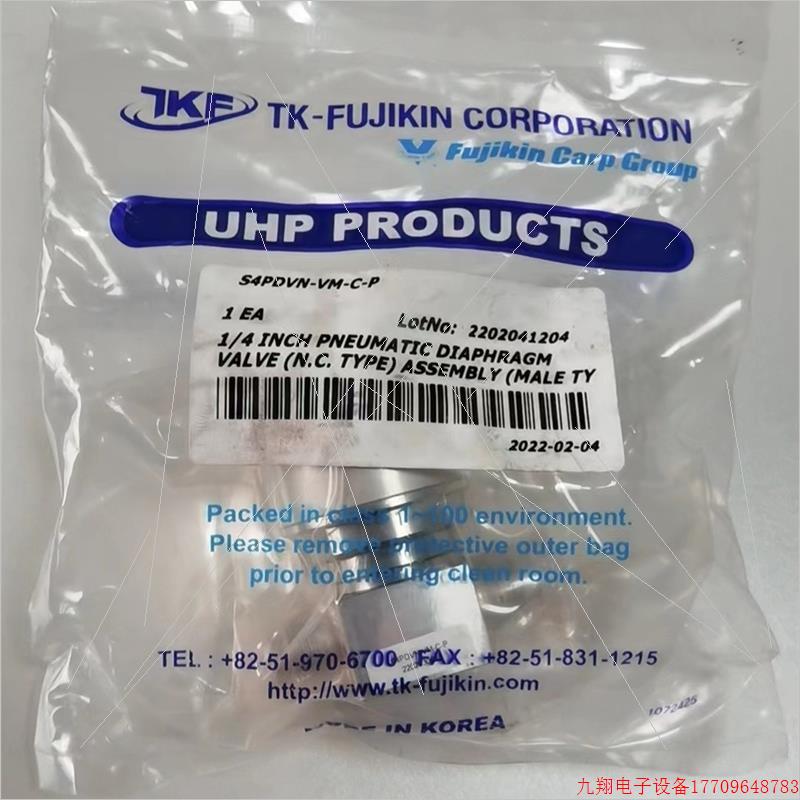 TKF TK-FUJIKIN CORPORATION
Fujikin Carp Group
UHP PRODUCTS
S4PDVN-VM-C-P
1 EA LotNo: 2202041204
1/4 INCH PNEUMATIC DIAPHRAGM
VALVE (N.C. TYPE) ASSEMBLY (MALE TY
2022-02-04
Packed in class 1~100 environment.
Please remove protective outer bag
prior to entering clean room.
TEL : +82-51-970-6700 FAX : +82-51-831-1215
http://www.tk-fujikin.com
MADE IN KOREA
1022425
九翔电子设备17709648783